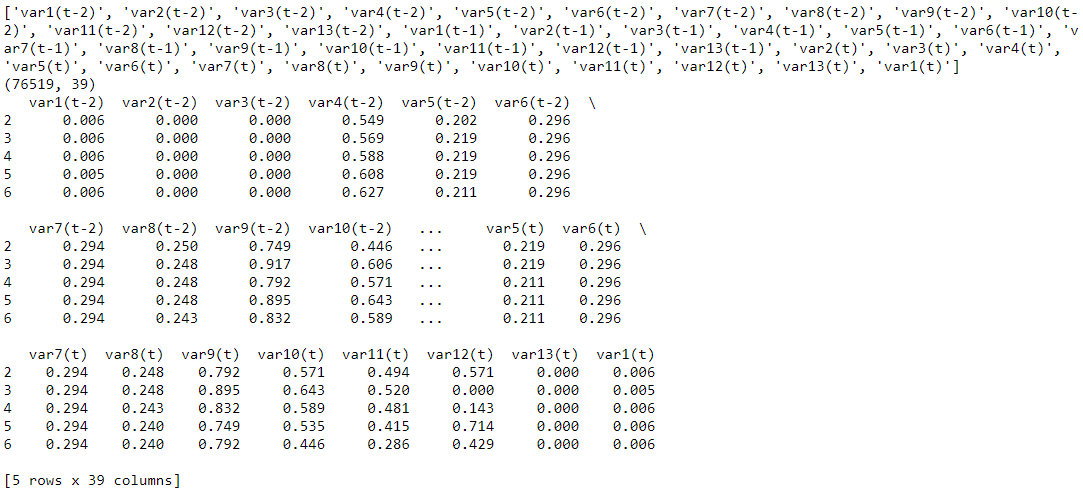 ['var1(t-2)', 'var2(t-2)', 'var3(t-2)', 'var4(t-2)', 'var5(t-2)', 'var6(t-2)', 'var7(t-2)', 'var8(t-2)', 'var9(t-2)', 'var10(t-
2)', 'var11(t-2)', 'var12(t-2)', 'var13(t-2)', 'var1(t-1)', 'var2(t-1)', 'var3(t-1)', 'var4(t-1)', 'var5(t-1)', 'var6(t-1)', 'v
ar7(t-1)', 'var8(t-1)', 'var9(t-1)', 'var10(t-1)', 'var11(t-1)', 'var12(t-1)', 'var13(t-1)', 'var2(t)', 'var3(t)', 'var4(t)',
'var5(t)', 'var6(t)', 'var7(t)', 'var8(t)', 'var9(t)', 'var10(t)', 'var11(t)', 'var12(t)', 'var13(t)', 'var1(t)']
(76519, 39)
   var1(t-2)  var2(t-2)  var3(t-2)  var4(t-2)  var5(t-2)  var6(t-2)  \
2      0.006      0.000      0.000      0.549      0.202      0.296
3      0.006      0.000      0.000      0.569      0.219      0.296
4      0.006      0.000      0.000      0.588      0.219      0.296
5      0.005      0.000      0.000      0.608      0.219      0.296
6      0.006      0.000      0.000      0.627      0.211      0.296
   var7(t-2)  var8(t-2)  var9(t-2)  var10(t-2)   ...     var5(t)  var6(t)  \
2      0.294      0.250      0.749       0.446   ...       0.219    0.296
3      0.294      0.248      0.917       0.606   ...       0.219    0.296
4      0.294      0.248      0.792       0.571   ...       0.211    0.296
5      0.294      0.248      0.895       0.643   ...       0.211    0.296
6      0.294      0.243      0.832       0.589   ...       0.211    0.296
   var7(t)  var8(t)  var9(t)  var10(t)  var11(t)  var12(t)  var13(t)  var1(t)
2    0.294    0.248    0.792     0.571     0.494     0.571     0.000    0.006
3    0.294    0.248    0.895     0.643     0.520     0.000     0.000    0.005
4    0.294    0.243    0.832     0.589     0.481     0.143     0.000    0.006
5    0.294    0.240    0.749     0.535     0.415     0.714     0.000    0.006
6    0.294    0.240    0.792     0.446     0.286     0.429     0.000    0.006
[5 rows x 39 columns]